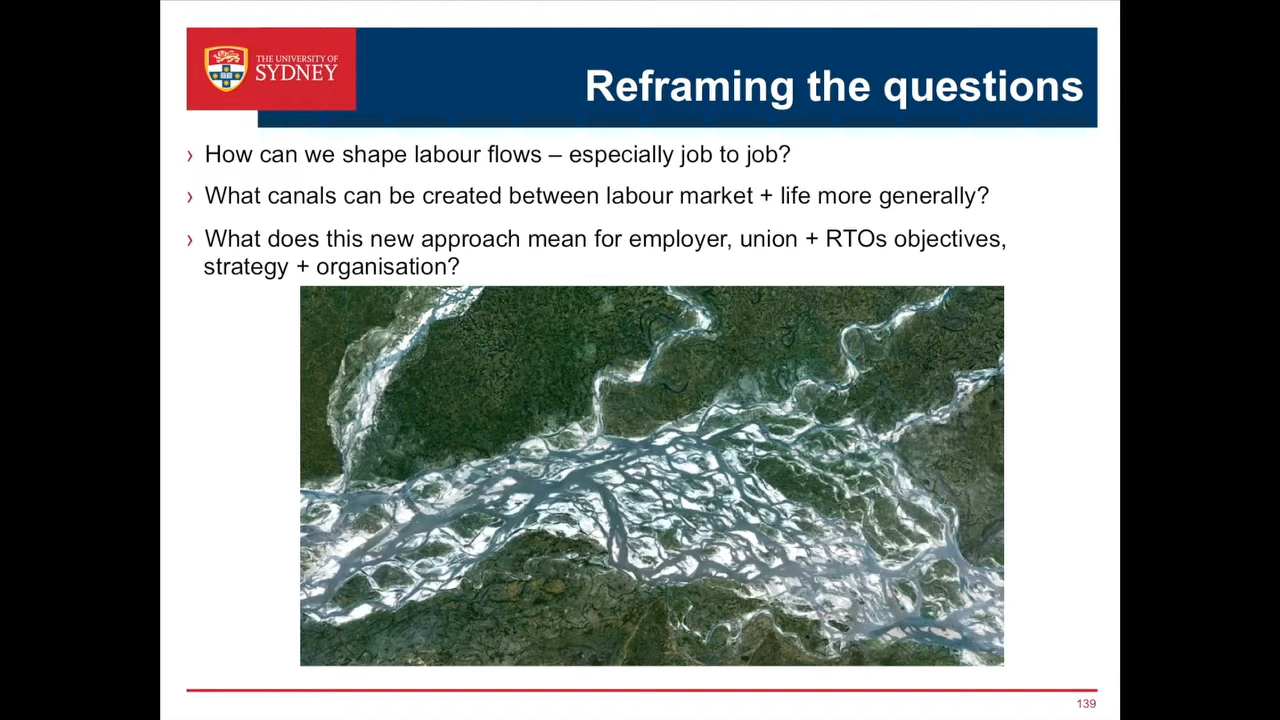 THE UNIVERSITY OF
SYDNEY
Reframing the questions
› How can we shape labour flows – especially job to job?
› What canals can be created between labour market + life more generally?
› What does this new approach mean for employer, union + RTOs objectives,
strategy + organisation?
139